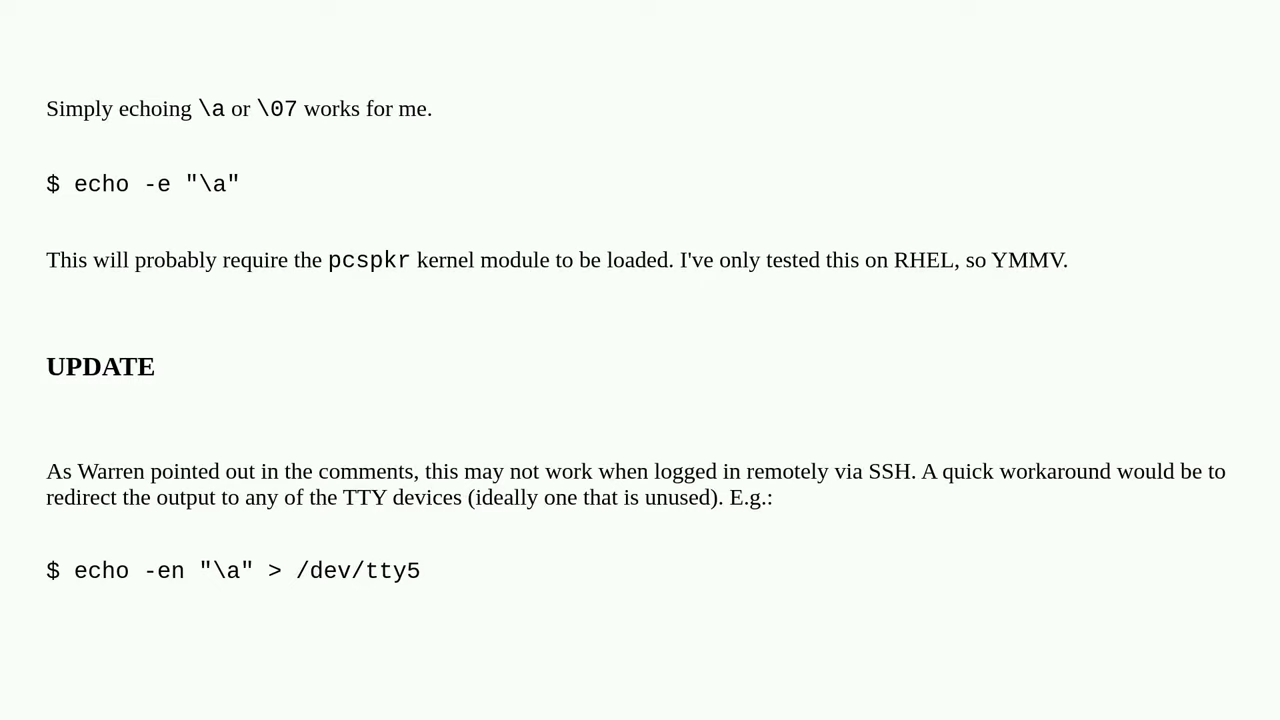 Simply echoing \a or \07 works for me.
$ echo -e "\a"
This will probably require the pcspkr kernel module to be loaded. I've only tested this on RHEL, so YMMV.
UPDATE
As Warren pointed out in the comments, this may not work when logged in remotely via SSH. A quick workaround would be to
redirect the output to any of the TTY devices (ideally one that is unused). E.g.:
$ echo -en "\a" > /dev/tty5